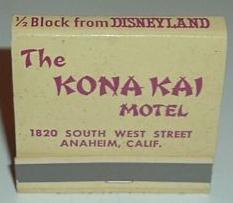 ½ Block from DISNEYLAND
The
KONA KAI
MOTEL
1820 SOUTH WEST STREET
ANAHEIM, CALIF.